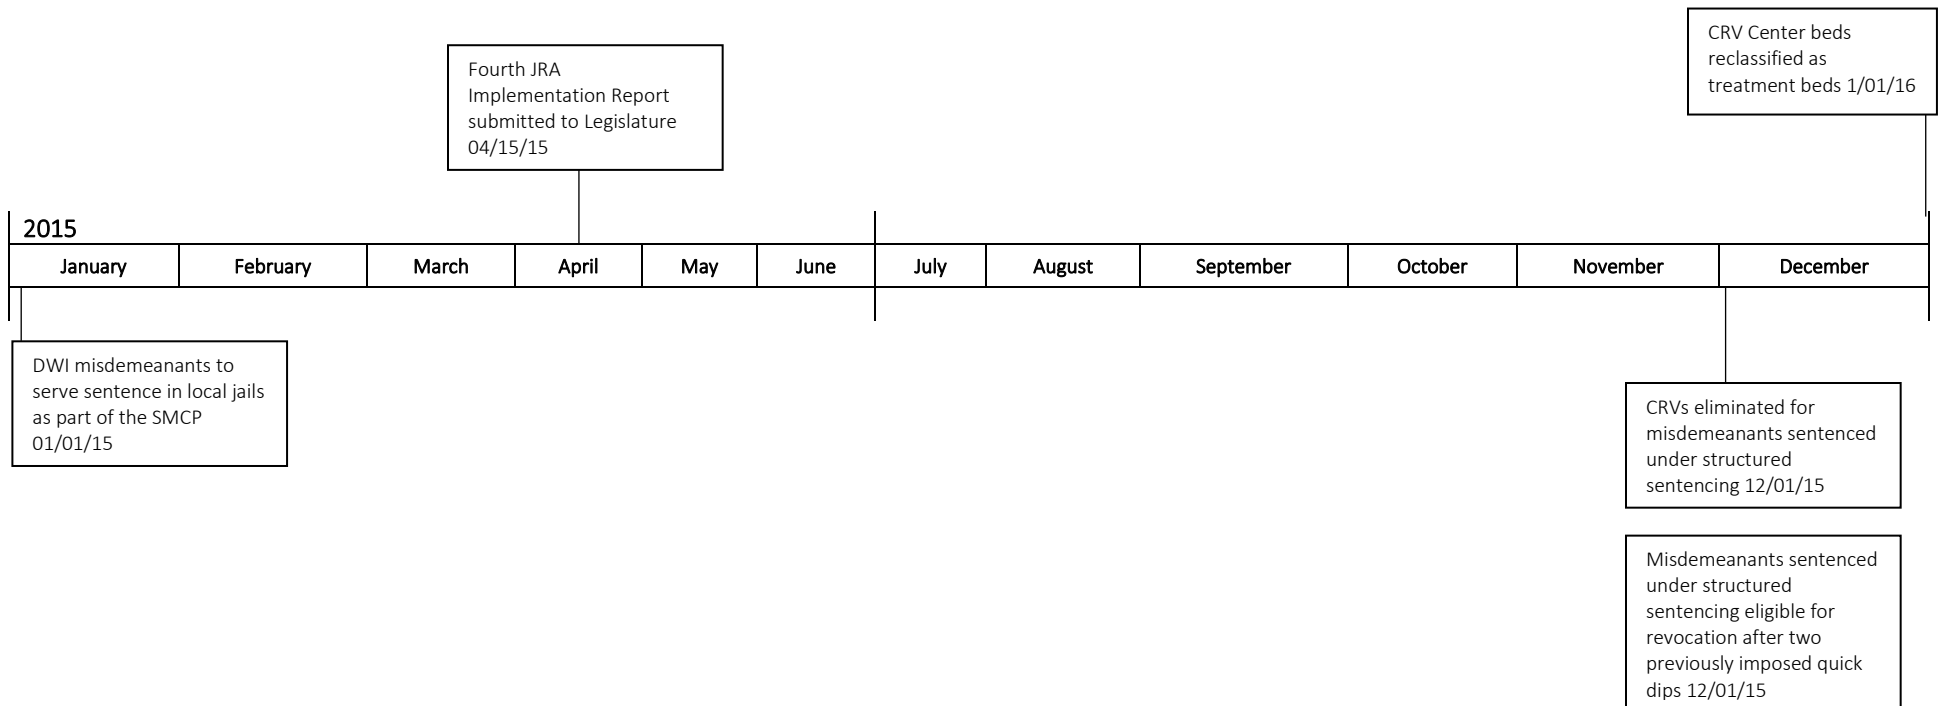 CRV Center beds
reclassified as
treatment beds 1/01/16
Fourth JRA
Implementation Report
submitted to Legislature
04/15/15
2015
January February March April May June July August September October November December
DWI misdemeanants to
serve sentence in local jails
as part of the SMCP
01/01/15
CRVs eliminated for
misdemeanants sentenced
under structured
sentencing 12/01/15
Misdemeanants sentenced
under structured
sentencing eligible for
revocation after two
previously imposed quick
dips 12/01/15